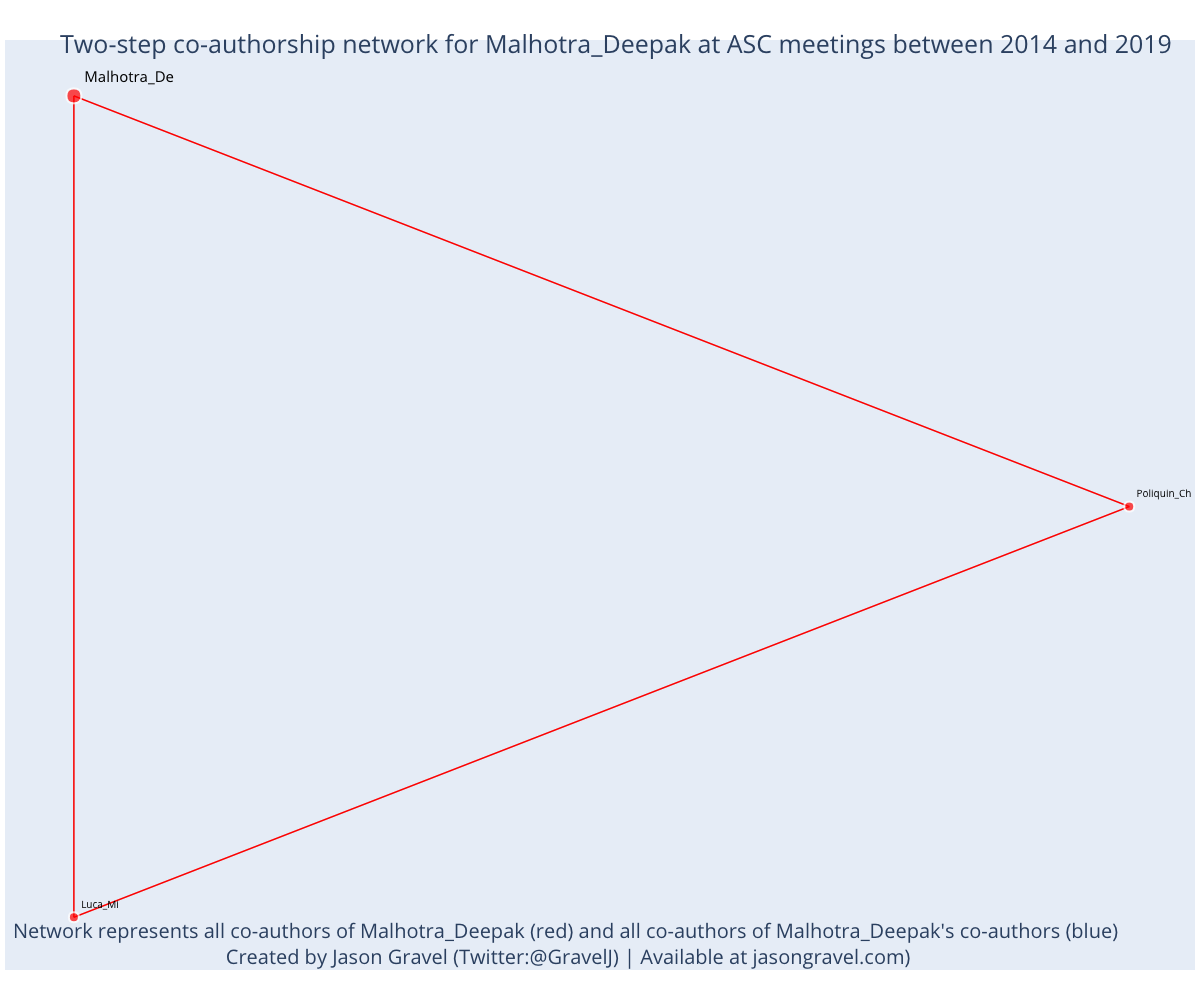 Two-step co-authorship network for Malhotra_Deepak at ASC meetings between 2014 and 2019
Malhotra_De
Poliquin_Ch
Luca_Mi
Network represents all co-authors of Malhotra_Deepak (red) and all co-authors of Malhotra_Deepak's co-authors (blue)
Created by Jason Gravel (Twitter:@GravelJ) | Available at jasongravel.com)